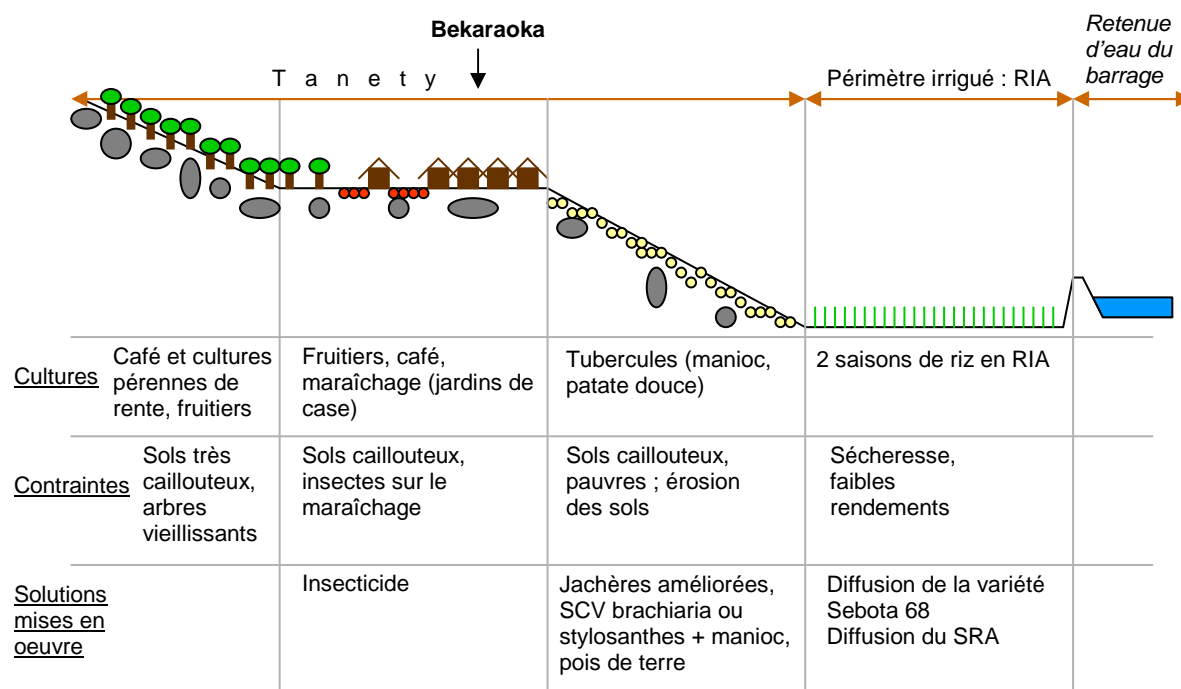 Bekaraoka
Retenue
d'eau du
barrage
T a n e t y
Périmètre irrigué : RIA
Cultures
Café et cultures
pérennes de
rente, fruitiers
Fruitiers, café,
maraîchage (jardins de
case)
Tubercules (manioc,
patate douce)
2 saisons de riz en RIA
Contraintes
Sols très
caillouteux,
arbres
vieillissants
Sols caillouteux,
insectes sur le
maraîchage
Sols caillouteux,
pauvres ; érosion
des sols
Sécheresse,
faibles
rendements
Solutions
mises en
oeuvre
Insecticide
Jachères améliorées,
SCV brachiaria ou
stylosanthes + manioc,
pois de terre
Diffusion de la variété
Sebota 68
Diffusion du SRA